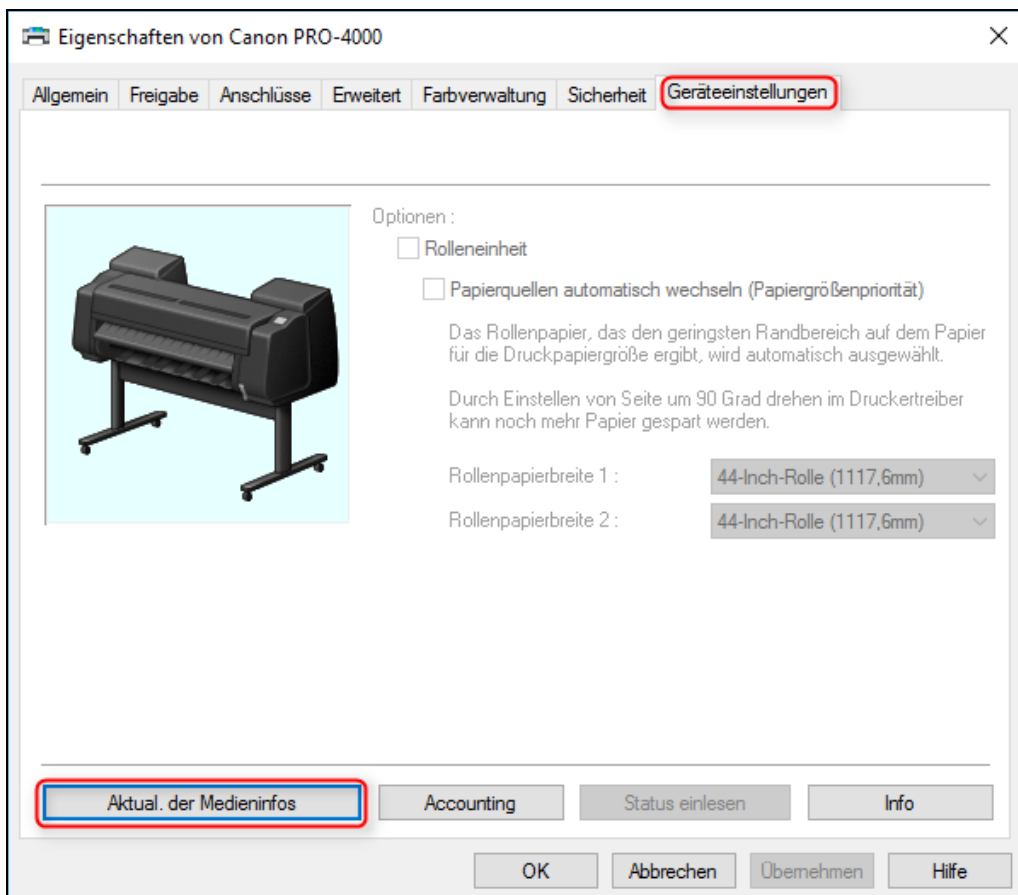 Eigenschaften von Canon PRO-4000
Allgemein Freigabe Anschlüsse Erweitert Farbverwaltung Sicherheit Geräteeinstellungen
Optionen :
Rolleneinheit
Papierquellen automatisch wechseln (Papiergrößenpriorität)
Das Rollenpapier, das den geringsten Randbereich auf dem Papier
für die Druckpapiergröße ergibt, wird automatisch ausgewählt.
Durch Einstellen von Seite um 90 Grad drehen im Druckertreiber
kann noch mehr Papier gespart werden.
Rollenpapierbreite 1 : 44-Inch-Rolle (1117,6mm)
Rollenpapierbreite 2 : 44-Inch-Rolle (1117,6mm)
Aktual. der Medieninfos Accounting Status einlesen Info
OK Abbrechen Übernehmen Hilfe